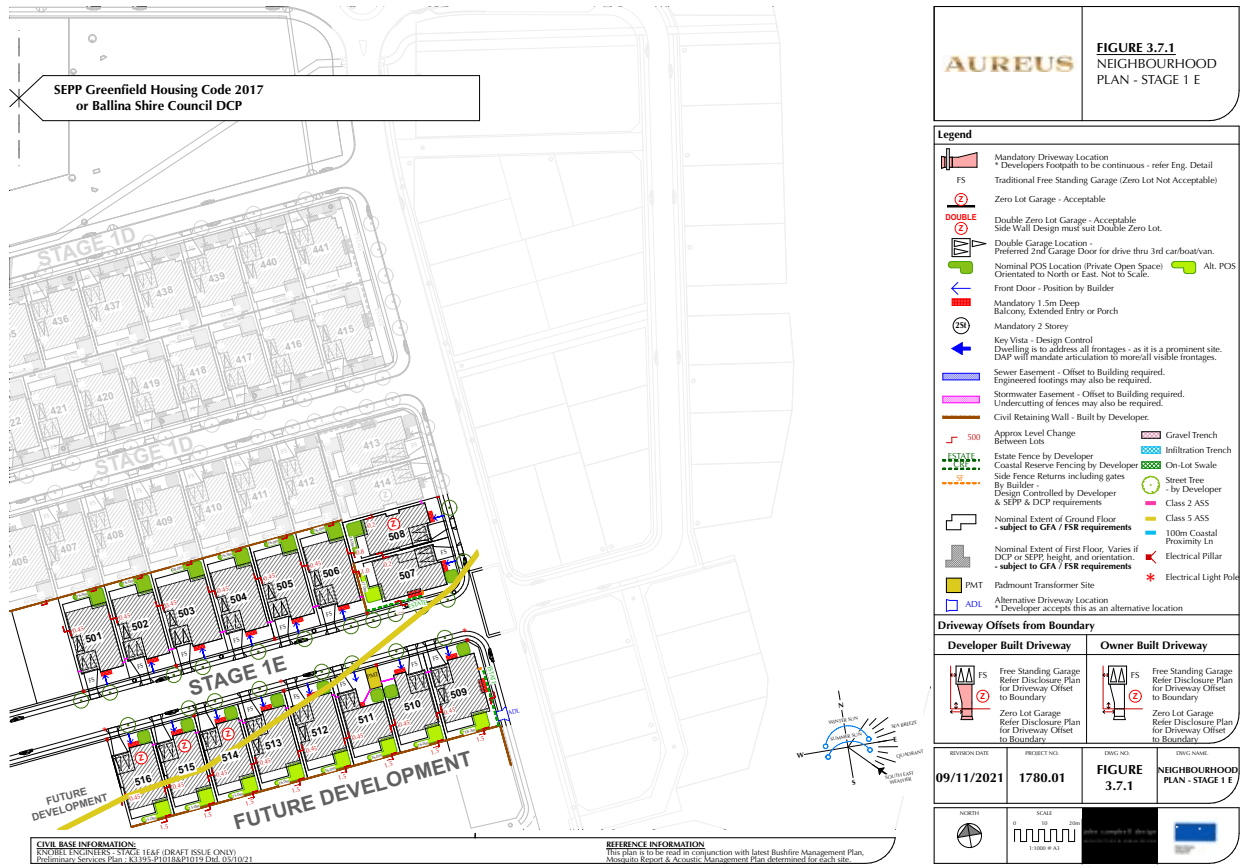 SEPP Greenfield Housing Code 2017
or Ballina Shire Council DCP
STAGE 1D
441
440
439
438
437
436
415
416
417
418
419
420
421
STAGE 1D
413
414
412
411
410
409
408
407
406
508
507
506
505
504
503
502
501
FS
STAGE 1E
PMT
509
510
511
512
513
514
515
516
Z
ADL
FUTURE
DEVELOPMENT
FUTURE DEVELOPMENT
N
WINTER SUN
SUMMER SUN
SEA BREEZE
W
E
QUADRANT
SOUTH EAST
WEATHER
S
CIVIL BASE INFORMATION:
KNOBEL ENGINEERS - STAGE 1E&F (DRAFT ISSUE ONLY)
Preliminary Services Plan : K3395-P1018&P1019 Dtd. 05/10/21
REFERENCE INFORMATION
This plan is to be read in conjunction with latest Bushfire Management Plan,
Mosquito Report & Acoustic Management Plan determined for each site.
AUREUS
FIGURE 3.7.1
NEIGHBOURHOOD
PLAN - STAGE 1 E
Legend
Mandatory Driveway Location
* Developers Footpath to be continuous - refer Eng. Detail
FS Traditional Free Standing Garage (Zero Lot Not Acceptable)
Z Zero Lot Garage - Acceptable
DOUBLE Double Zero Lot Garage - Acceptable
Z Side Wall Design must suit Double Zero Lot.
Double Garage Location -
Preferred 2nd Garage Door for drive thru 3rd car/boat/van.
Nominal POS Location (Private Open Space) Alt. POS
Orientated to North or East. Not to Scale.
Front Door - Position by Builder
Mandatory 1.5m Deep
Balcony, Extended Entry or Porch
2St Mandatory 2 Storey
Key Vista - Design Control
Dwelling is to address all frontages - as it is a prominent site.
DAP will mandate articulation to more/all visible frontages.
Sewer Easement - Offset to Building required.
Engineered footings may also be required.
Stormwater Easement - Offset to Building required.
Undercutting of fences may also be required.
Civil Retaining Wall - Built by Developer.
500 Approx Level Change
Between Lots
ESTATE Estate Fence by Developer
CRF Coastal Reserve Fencing by Developer
SF Side Fence Returns including gates
By Builder -
Design Controlled by Developer
& SEPP & DCP requirements
Nominal Extent of Ground Floor
- subject to GFA / FSR requirements
Nominal Extent of First Floor, Varies if
DCP or SEPP, height, and orientation.
- subject to GFA / FSR requirements
PMT Padmount Transformer Site
ADL Alternative Driveway Location
* Developer accepts this as an alternative location
Gravel Trench
Infiltration Trench
On-Lot Swale
Street Tree
- by Developer
Class 2 ASS
Class 5 ASS
100m Coastal
Proximity Ln
Electrical Pillar
Electrical Light Pole
Driveway Offsets from Boundary
Developer Built Driveway
FS Free Standing Garage
Refer Disclosure Plan
for Driveway Offset
to Boundary
Z
Zero Lot Garage
Refer Disclosure Plan
for Driveway Offset
to Boundary
Owner Built Driveway
FS Free Standing Garage
Refer Disclosure Plan
for Driveway Offset
to Boundary
Z
Zero Lot Garage
Refer Disclosure Plan
for Driveway Offset
to Boundary
REVISION DATE
09/11/2021
PROJECT NO.
1780.01
DWG NO.
FIGURE
3.7.1
DWG NAME
NEIGHBOURHOOD
PLAN - STAGE 1 E
NORTH
SCALE
0 10 20m
1:1000 @ A3
john campbell design